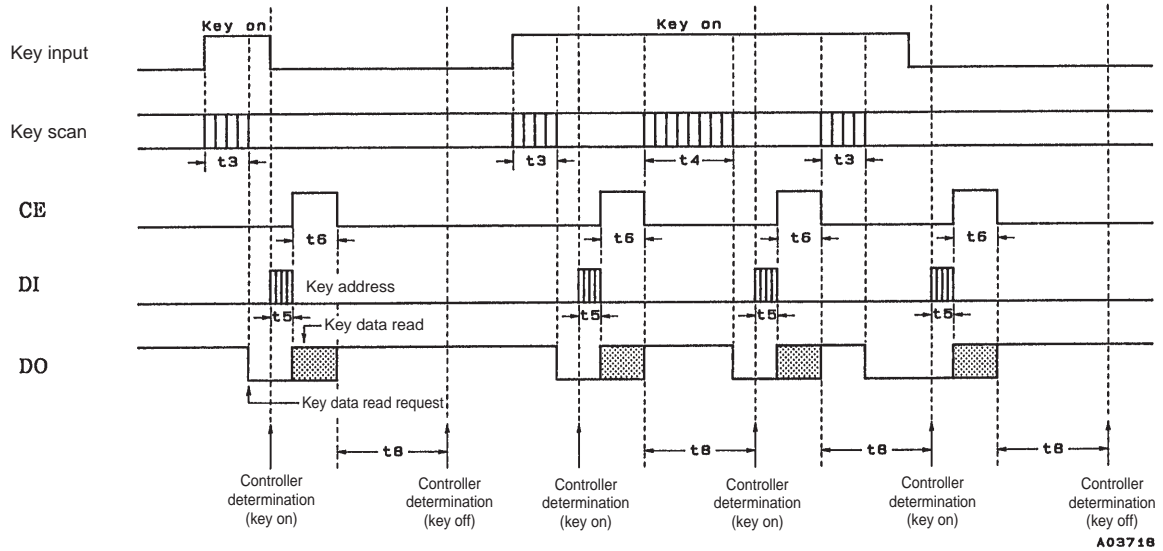 Key on
Key on
Key input
Key scan
t3
t3
t4
t3
CE
t6
t6
t6
t6
DI
Key address
t5
t5
t5
t5
Key data read
DO
Key data read request
t8
t8
t8
t8
Controller
determination
(key on)
Controller
determination
(key off)
Controller
determination
(key on)
Controller
determination
(key on)
Controller
determination
(key on)
Controller
determination
(key off)
A03718